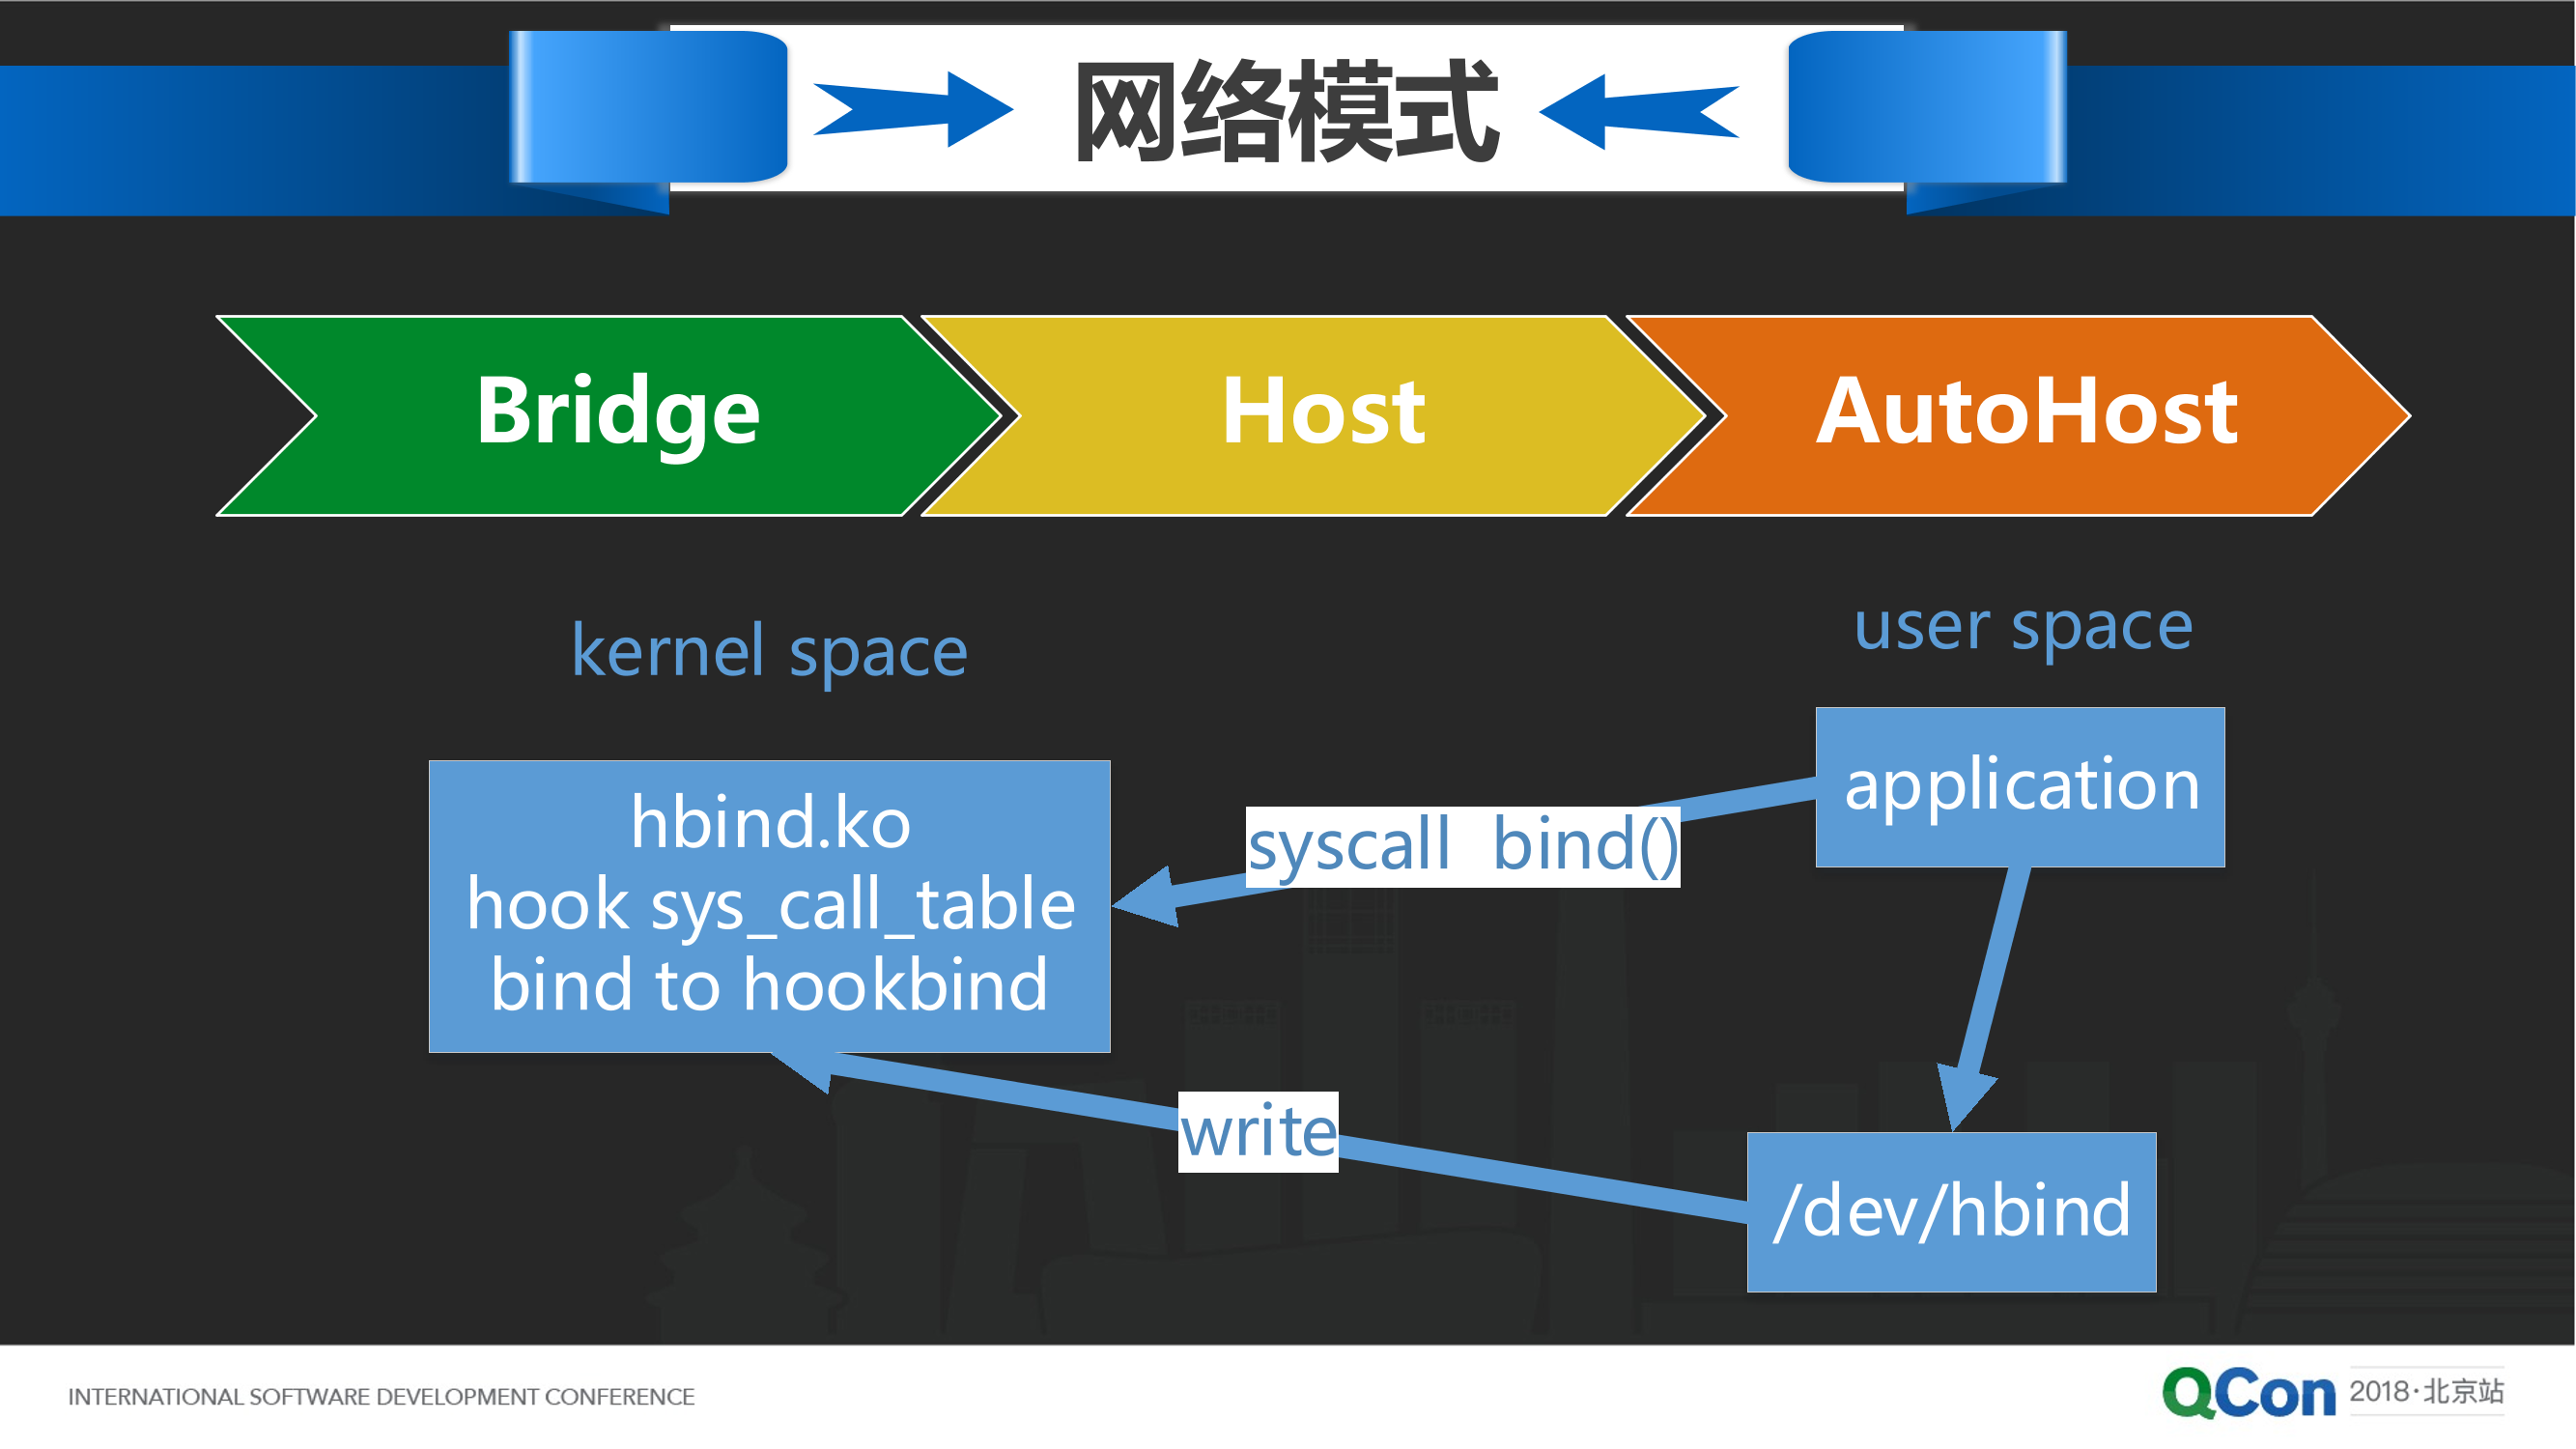 网络模式
Bridge
Host
AutoHost
kernel space
user space
hbind.ko
hook sys_call_table
bind to hookbind
syscall bind()
application
write
/dev/hbind
INTERNATIONAL SOFTWARE DEVELOPMENT CONFERENCE
QCon 2018·北京站